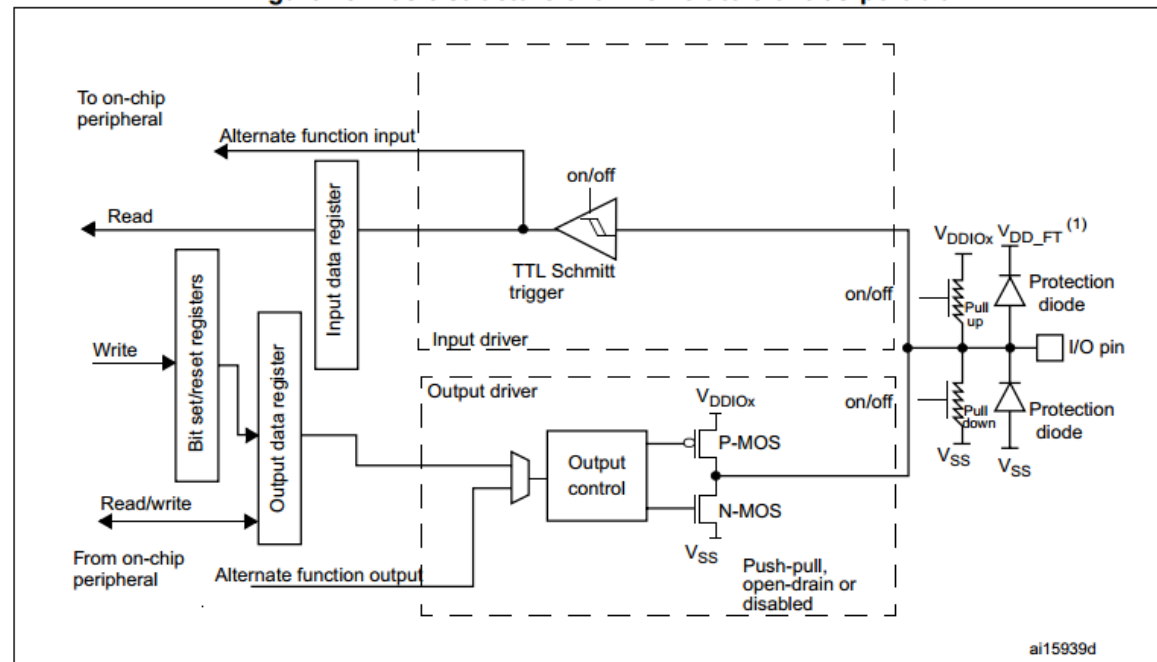 To on-chip
peripheral
Alternate function input
on/off
Read
Input data register
TTL Schmitt
trigger
Input driver
VDDIOx VDD_FT (1)
on/off
Pull
up
Protection
diode
I/O pin
Write
Bit set/reset registers
Output data register
Output driver
VDDIOx
P-MOS
Output
control
N-MOS
VSS
Push-pull,
open-drain or
disabled
on/off
Pull
down
Protection
diode
VSS
VSS
Read/write
From on-chip
peripheral
Alternate function output
ai15939d